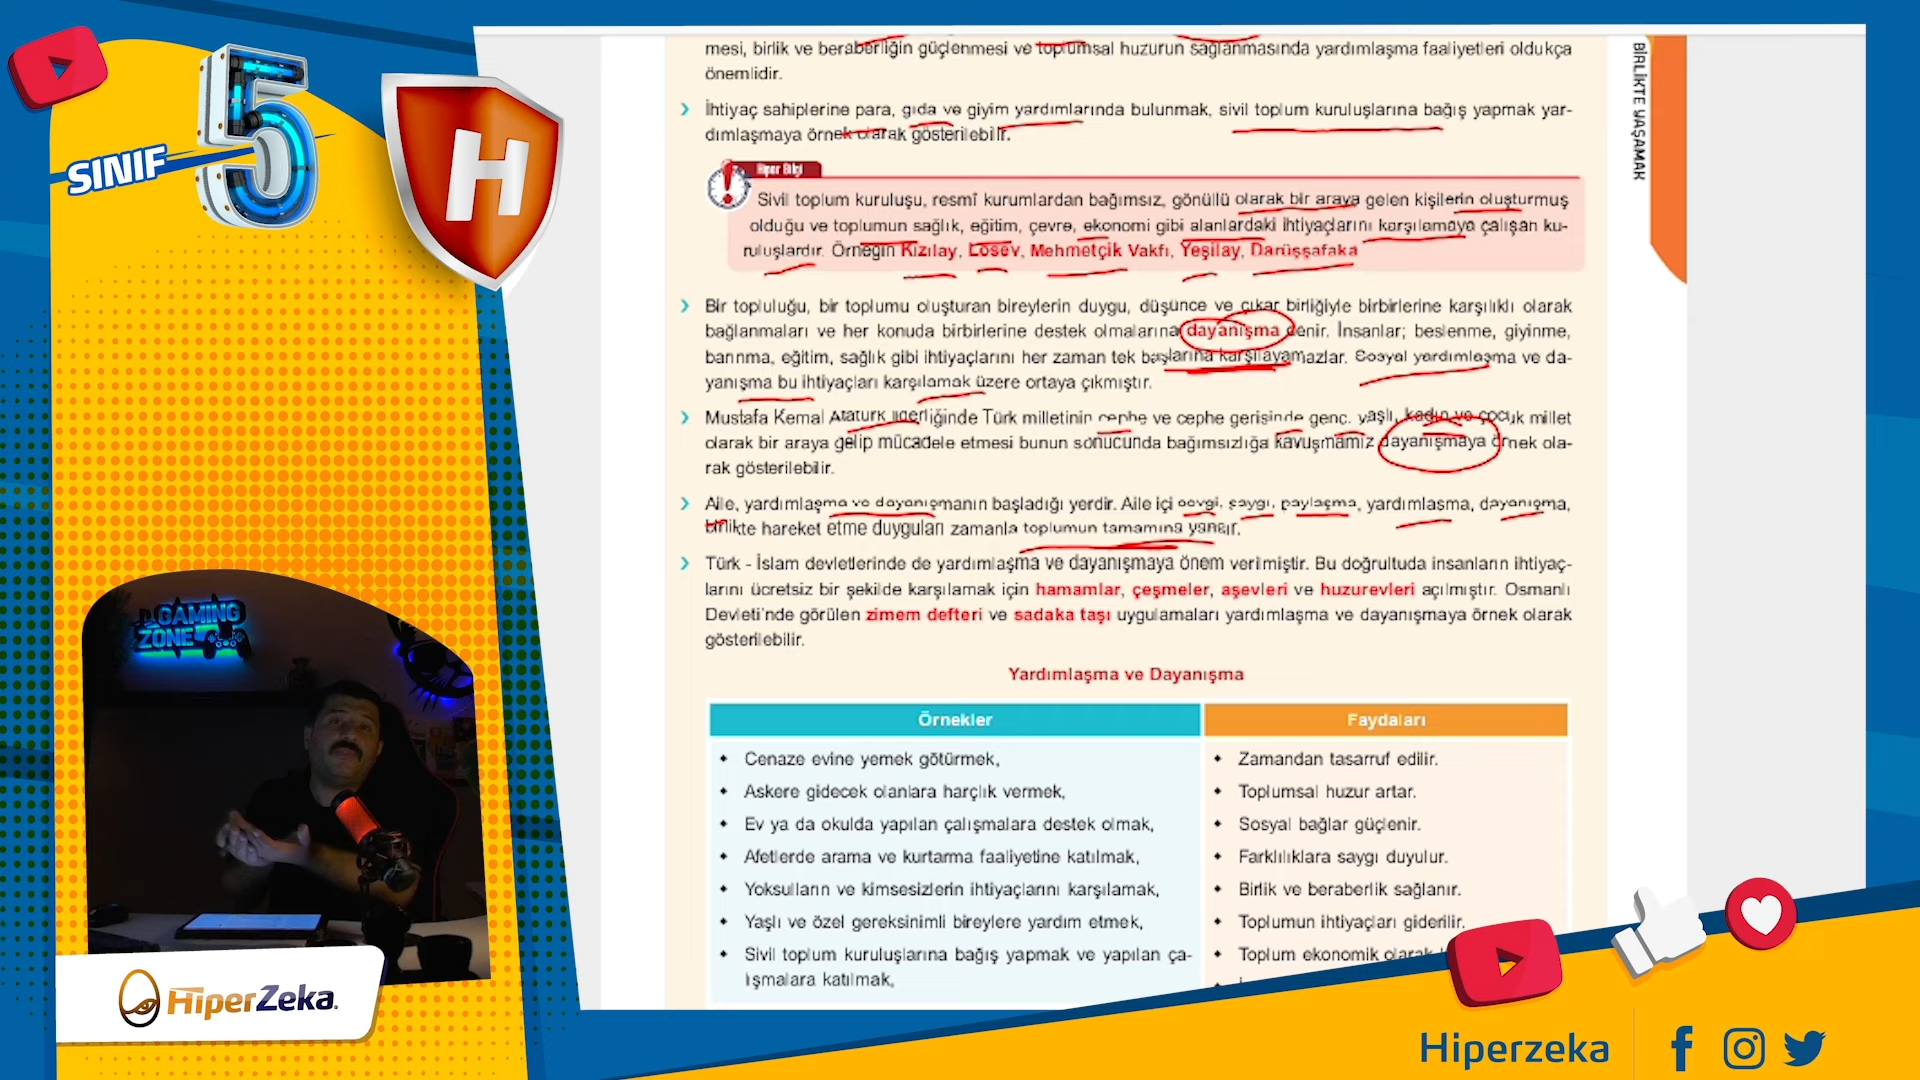 5
SINIF
H
GAMING
ZONE
HiperZeka.
mesi, birlik ve beraberliğin güçlenmesi ve toplumsal huzurun sağlanmasında yardımlaşma faaliyetleri oldukça
önemlidir.
İhtiyaç sahiplerine para, gıda ve giyim yardımlarında bulunmak, sivil toplum kuruluşlarına bağış yapmak yar-
dımlaşmaya örnek olarak gösterilebilir.
Hiper Bilgi
Sivil toplum kuruluşu, resmî kurumlardan bağımsız, gönüllü olarak bir araya gelen kişilerin oluşturmuş
olduğu ve toplumun sağlık, eğitim, çevre, ekonomi gibi alanlardaki ihtiyaçlarını karşılamaya çalışan ku-
ruluşlardır. Örneğin Kızılay, Lösev, Mehmetçik Vakfı, Yeşilay, Darüşşafaka
Bir topluluğu, bir toplumu oluşturan bireylerin duygu, düşünce ve çıkar birliğiyle birbirlerine karşılıklı olarak
bağlanmaları ve her konuda birbirlerine destek olmalarına dayanışma denir. İnsanlar; beslenme, giyinme,
barınma, eğitim, sağlık gibi ihtiyaçlarını her zaman tek başlarına karşılayamazlar. Sosyal yardımlaşma ve da-
yanışma bu ihtiyaçları karşılamak üzere ortaya çıkmıştır.
Mustafa Kemal Atatürk liderliğinde Türk milletinin cephe ve cephe gerisinde genç, yaşlı, kadın ve çocuk millet
olarak bir araya gelip mücadele etmesi bunun sonucunda bağımsızlığa kavuşmamız dayanışmaya örnek ola-
rak gösterilebilir.
Aile, yardımlaşma ve dayanışmanın başladığı yerdir. Aile içi sevgi, saygı, paylaşma, yardımlaşma, dayanışma,
birlikte hareket etme duyguları zamanla toplumun tamamına yansır.
Türk - İslam devletlerinde de yardımlaşma ve dayanışmaya önem verilmiştir. Bu doğrultuda insanların ihtiyaç-
larını ücretsiz bir şekilde karşılamak için hamamlar, çeşmeler, aşevleri ve huzurevleri açılmıştır. Osmanlı
Devleti'nde görülen zimem defteri ve sadaka taşı uygulamaları yardımlaşma ve dayanışmaya örnek olarak
gösterilebilir.
Yardımlaşma ve Dayanışma
Örnekler
Cenaze evine yemek götürmek,
Askere gidecek olanlara harçlık vermek,
Ev ya da okulda yapılan çalışmalara destek olmak,
Afetlerde arama ve kurtarma faaliyetine katılmak,
Yoksulların ve kimsesizlerin ihtiyaçlarını karşılamak,
Yaşlı ve özel gereksinimli bireylere yardım etmek,
Sivil toplum kuruluşlarına bağış yapmak ve yapılan ça-
lışmalara katılmak,
Faydaları
Zamandan tasarruf edilir.
Toplumsal huzur artar.
Sosyal bağlar güçlenir.
Farklılıklara saygı duyulur.
Birlik ve beraberlik sağlanır.
Toplumun ihtiyaçları giderilir.
Toplum ekonomik olarak
BİRLİKTE YAŞAMAK
Hiperzeka